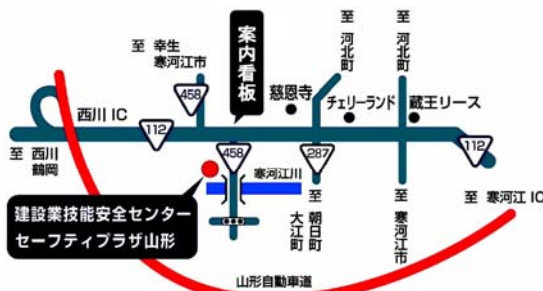 至 幸生
寒河江市
案内看板
至 河北町
至 河北町
458
慈恩寺
チェリーランド
蔵王リース
西川 IC
112
至 西川
鶴岡
458
寒河江川
287
112
建設業技能安全センター
セーフティプラザ山形
至 朝日町
大江町
至 寒河江市
至 寒河江 IC
山形自動車道